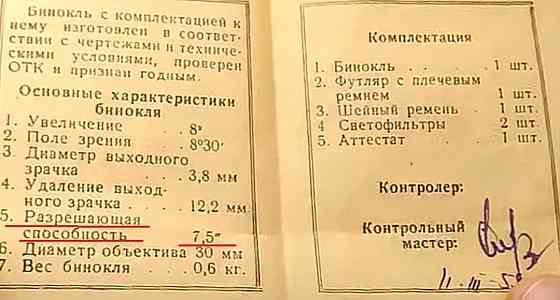 Бинокль с комплектацией к
нему изготовлен в соответ-
ствии с чертежами и техниче-
скими условиями, проверен
ОТК и признан годным.
Основные характеристики
бинокля
1. Увеличение . . 8ˣ
2. Поле зрения . . 8°30'
3. Диаметр выходного
зрачка . . . 3,8 мм
4. Удаление выход-
ного зрачка . . . 12,2 мм
5. Разрешающая
способность 7,5"
6. Диаметр объектива 30 мм
7. Вес бинокля . . . 0,6 кг.
Комплектация
1. Бинокль . . . . 1 шт.
2. Футляр с плечевым
ремнем . . . 1 шт.
3. Шейный ремень . 1 шт.
4 Светофильтры . 2 шт.
5. Аттестат . . . 1 шт.
Контролер:
Контрольный
мастер: